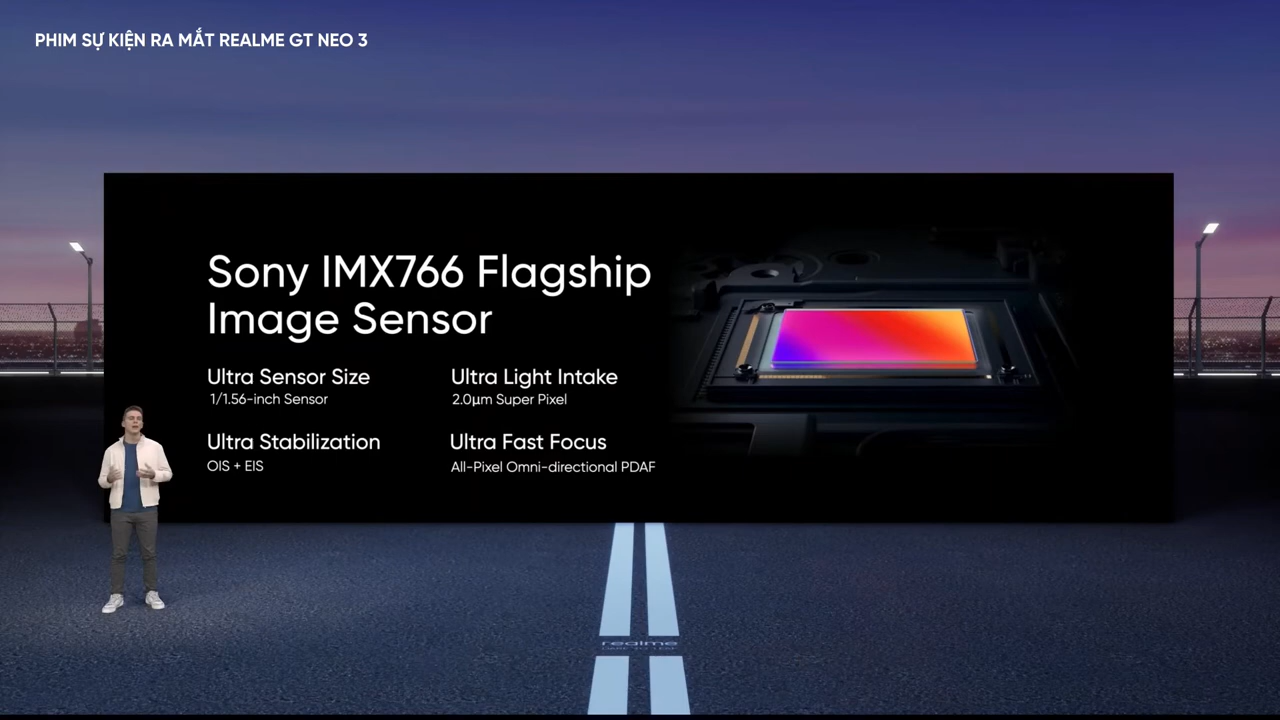 PHIM SỰ KIỆN RA MẮT REALME GT NEO 3
Sony IMX766 Flagship
Image Sensor
Ultra Sensor Size
1/1.56-inch Sensor
Ultra Light Intake
2.0µm Super Pixel
Ultra Stabilization
OIS + EIS
Ultra Fast Focus
All-Pixel Omni-directional PDAF
realme